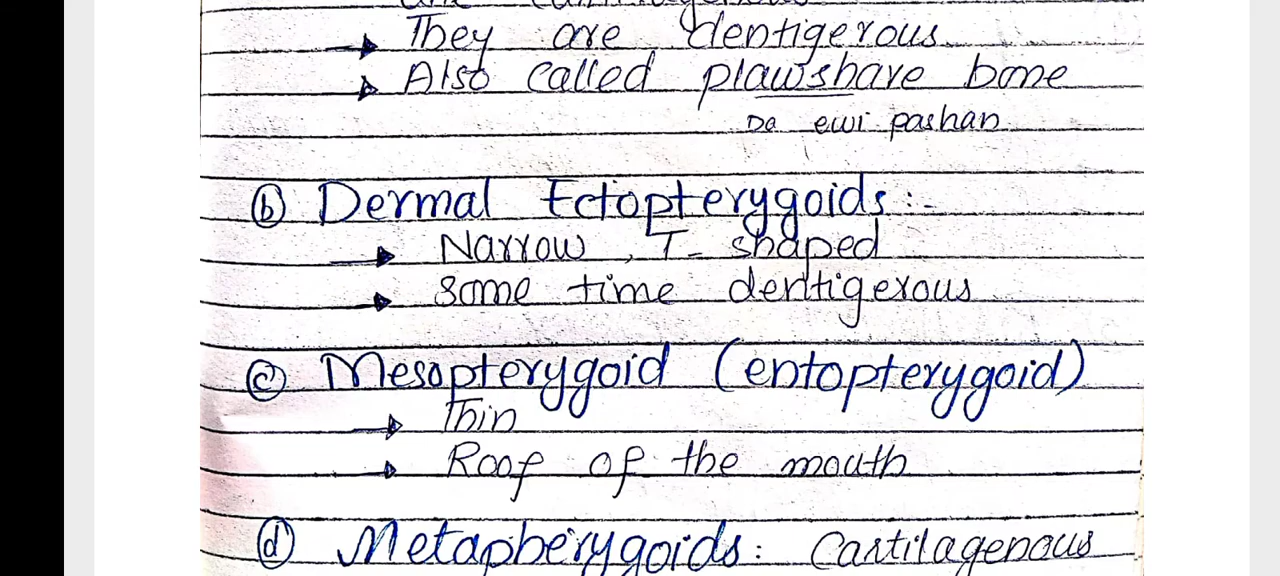 They are dentigerous
Also called plawshare bone
Da ewi pashan
(b) Dermal Ectopterygoids :-
Narrow, T-shaped
Some time dentigerous
(c) Mesopterygoid (entopterygoid)
Thin
Roof of the mouth
(d) Metapherygoids: Cartilagenous